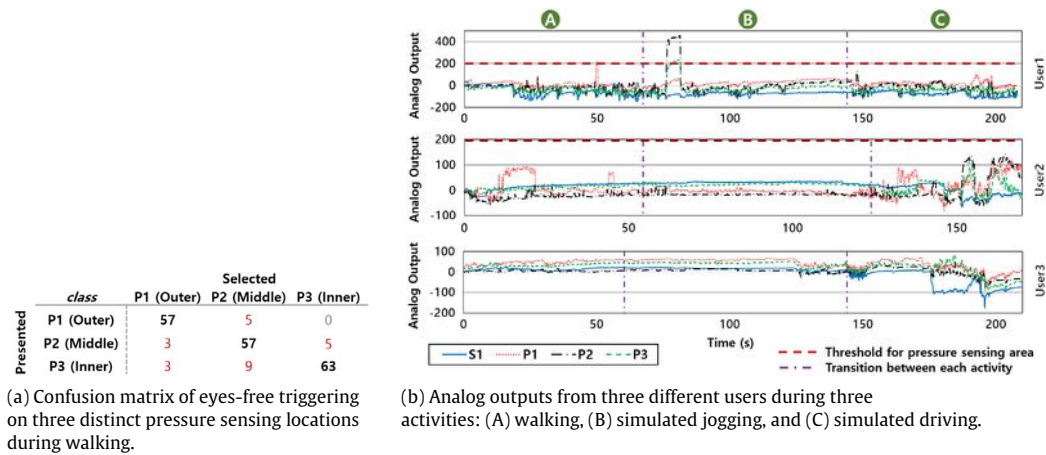 A
B
C
400
200
0
-200
Analog Output
User1
0
50
100
150
200
200
100
0
-100
Analog Output
User2
0
50
100
150
100
0
-100
-200
Analog Output
User3
0
50
100
150
200
Time (s)
S1
P1
P2
P3
Threshold for pressure sensing area
Transition between each activity
Selected
class P1 (Outer) P2 (Middle) P3 (Inner)
Presented
P1 (Outer) 57 5 0
P2 (Middle) 3 57 5
P3 (Inner) 3 9 63
(a) Confusion matrix of eyes-free triggering
on three distinct pressure sensing locations
during walking.
(b) Analog outputs from three different users during three
activities: (A) walking, (B) simulated jogging, and (C) simulated driving.